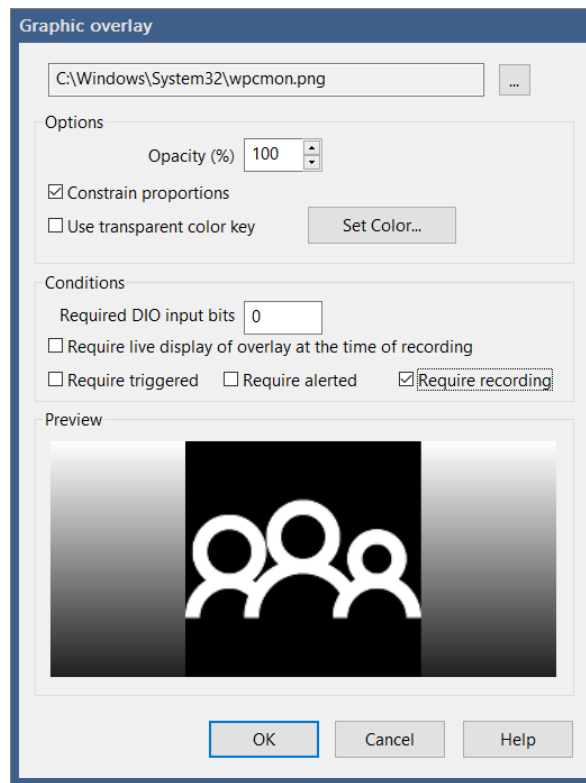 Graphic overlay
C:\Windows\System32\wpcmon.png ...
Options
Opacity (%) 100
Constrain proportions
Use transparent color key Set Color...
Conditions
Required DIO input bits 0
Require live display of overlay at the time of recording
Require triggered Require alerted Require recording
Preview
OK Cancel Help